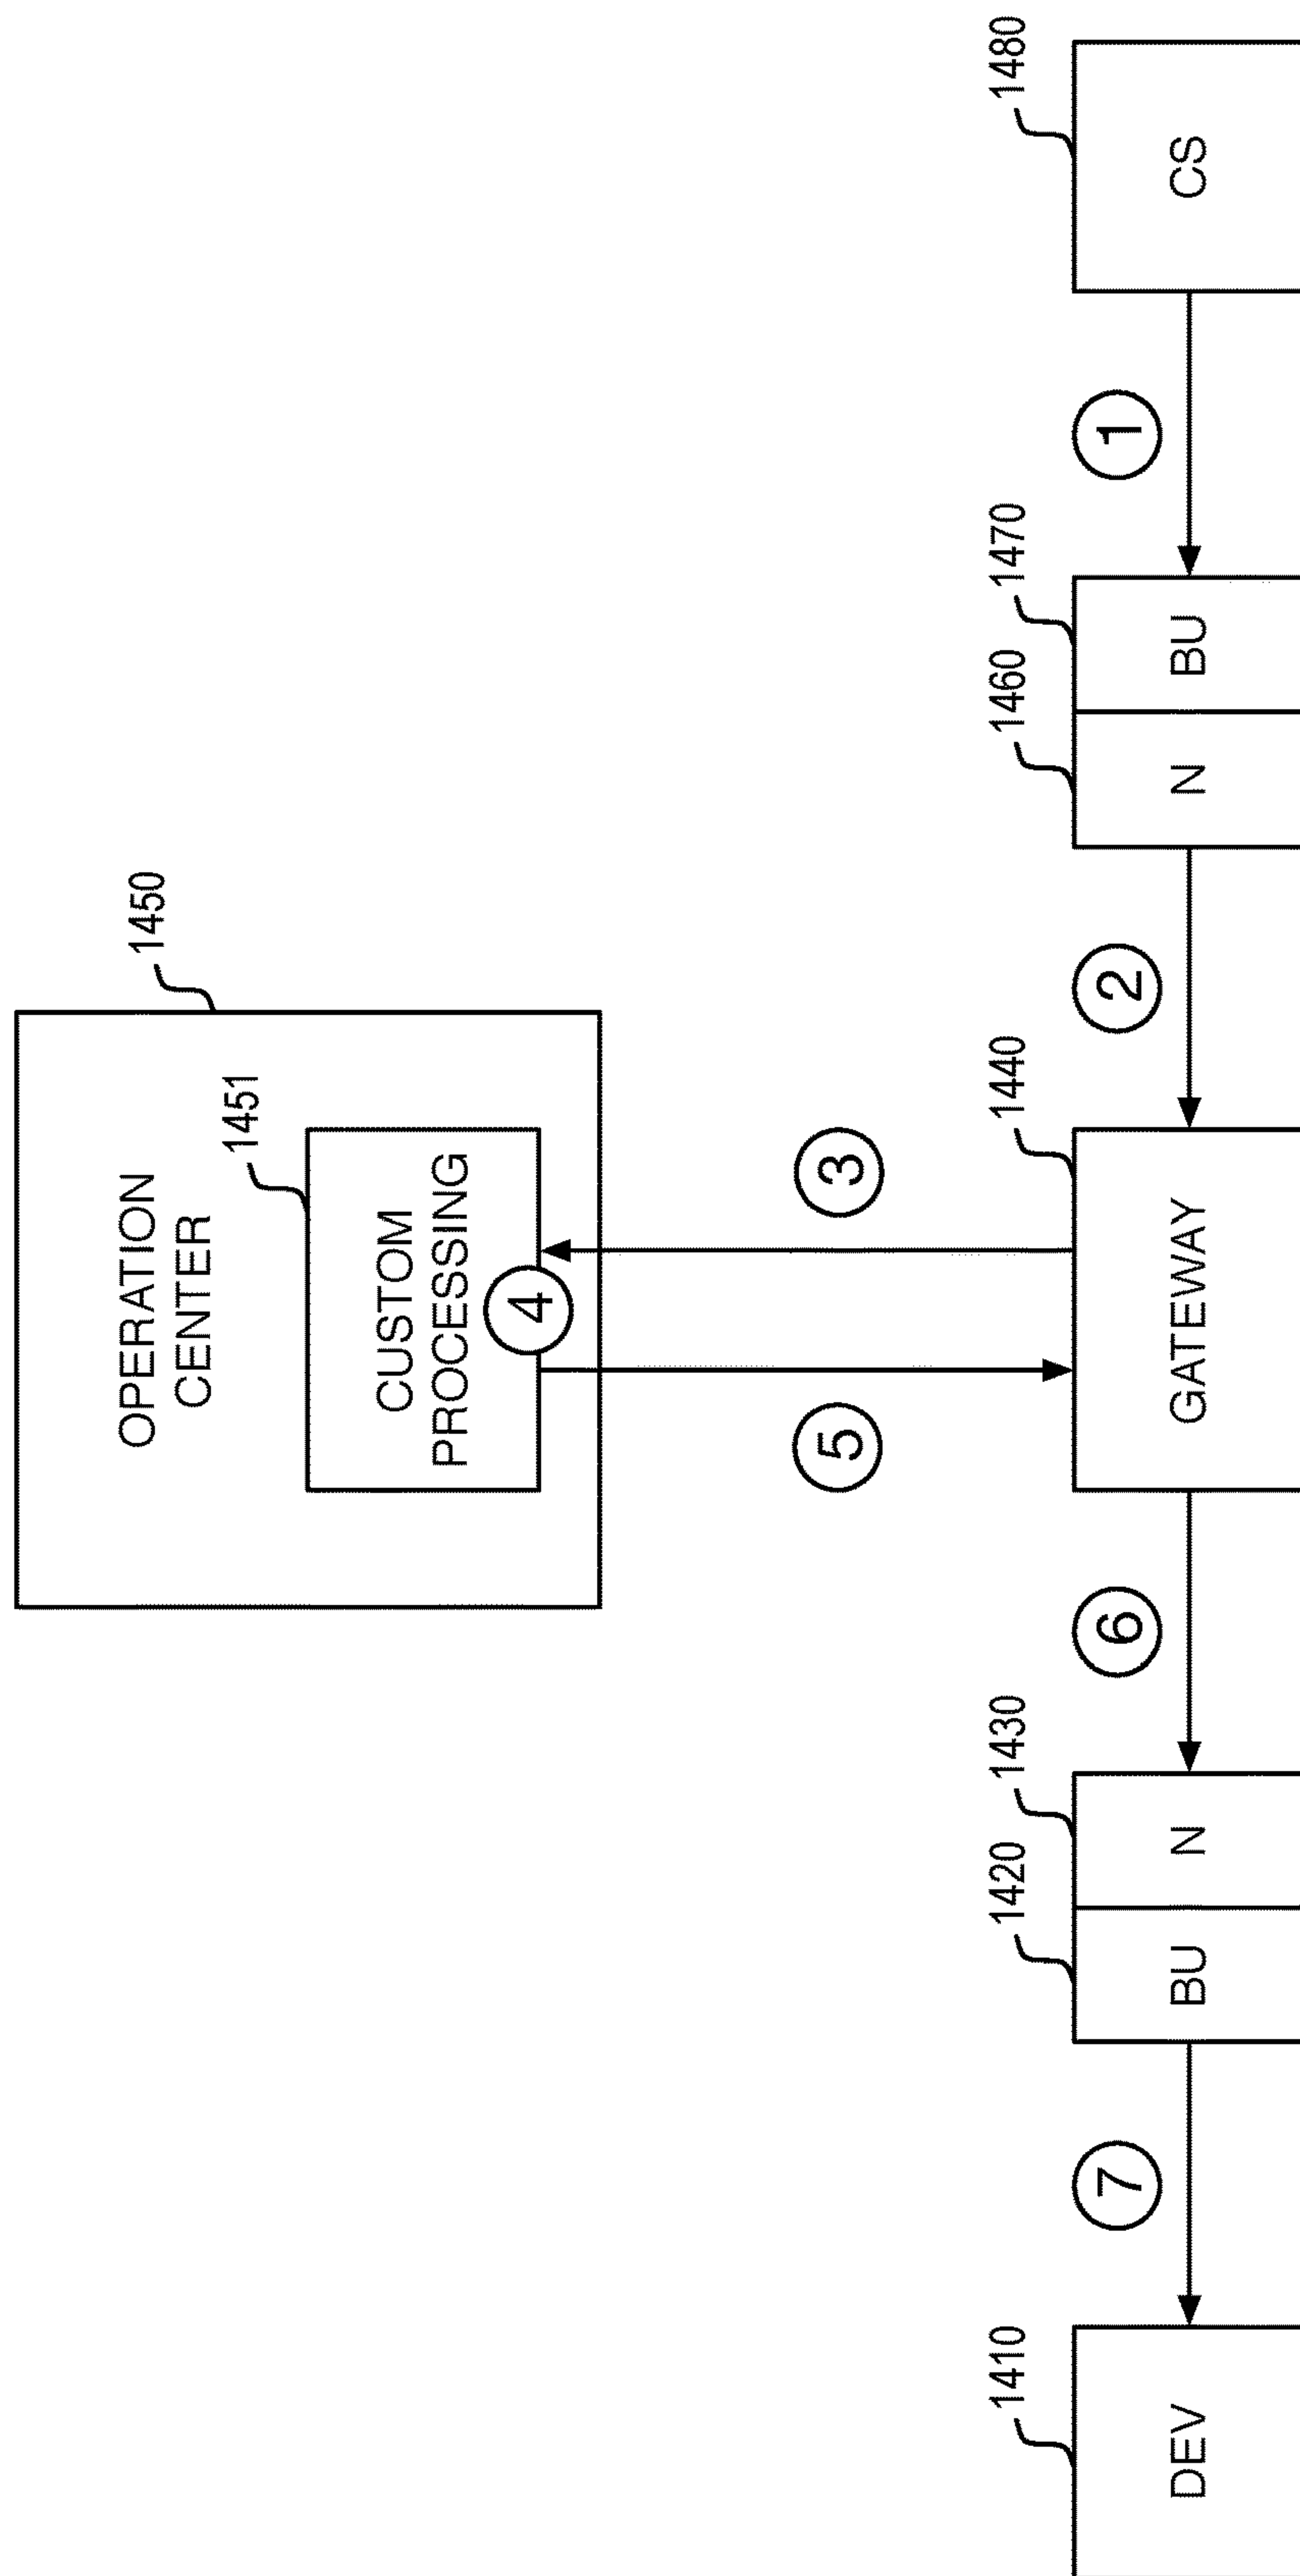 1450
OPERATION
CENTER
1451
CUSTOM
PROCESSING
4
5
3
1410
1420
1430
1440
1460
1470
1480
7
6
2
1
DEV
BU
N
GATEWAY
N
BU
CS